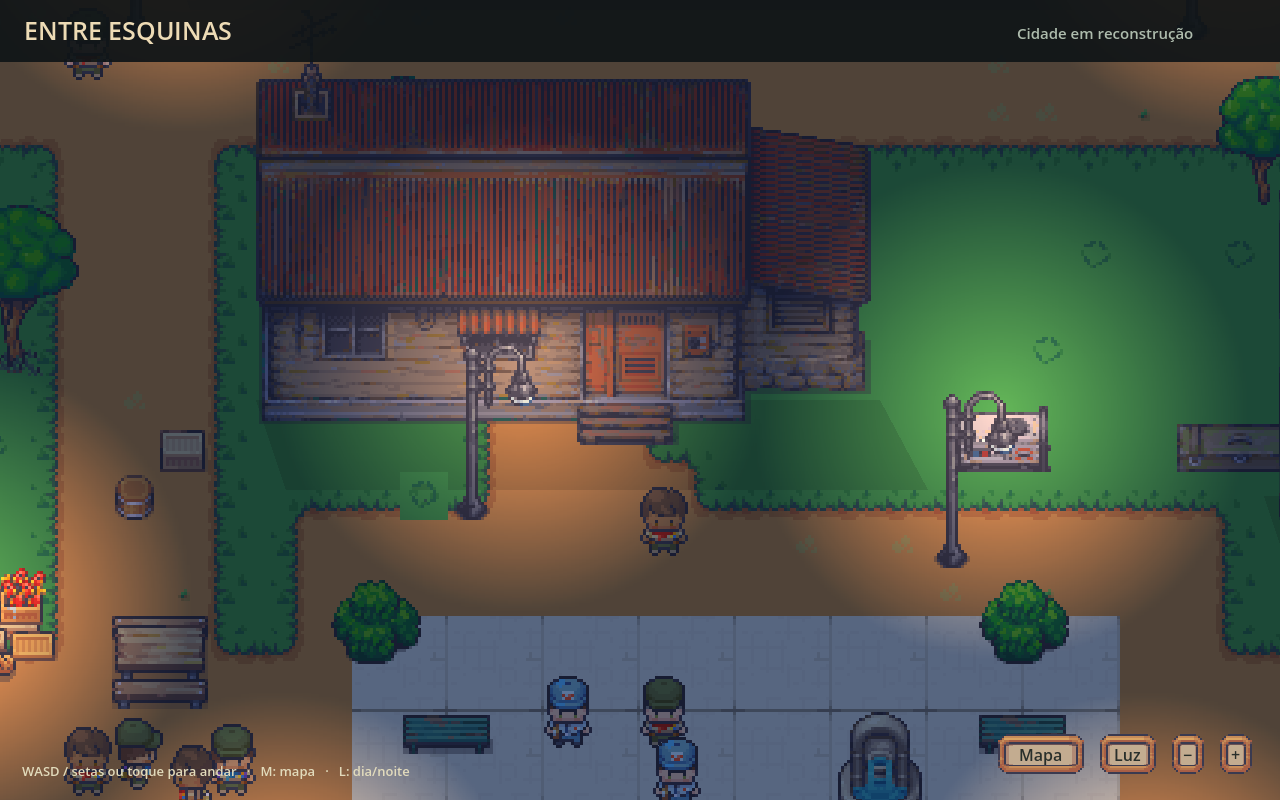 ENTRE ESQUINAS
Cidade em reconstrução
Mapa
Luz
−
+
WASD / setas ou toque para andar · M: mapa · L: dia/noite